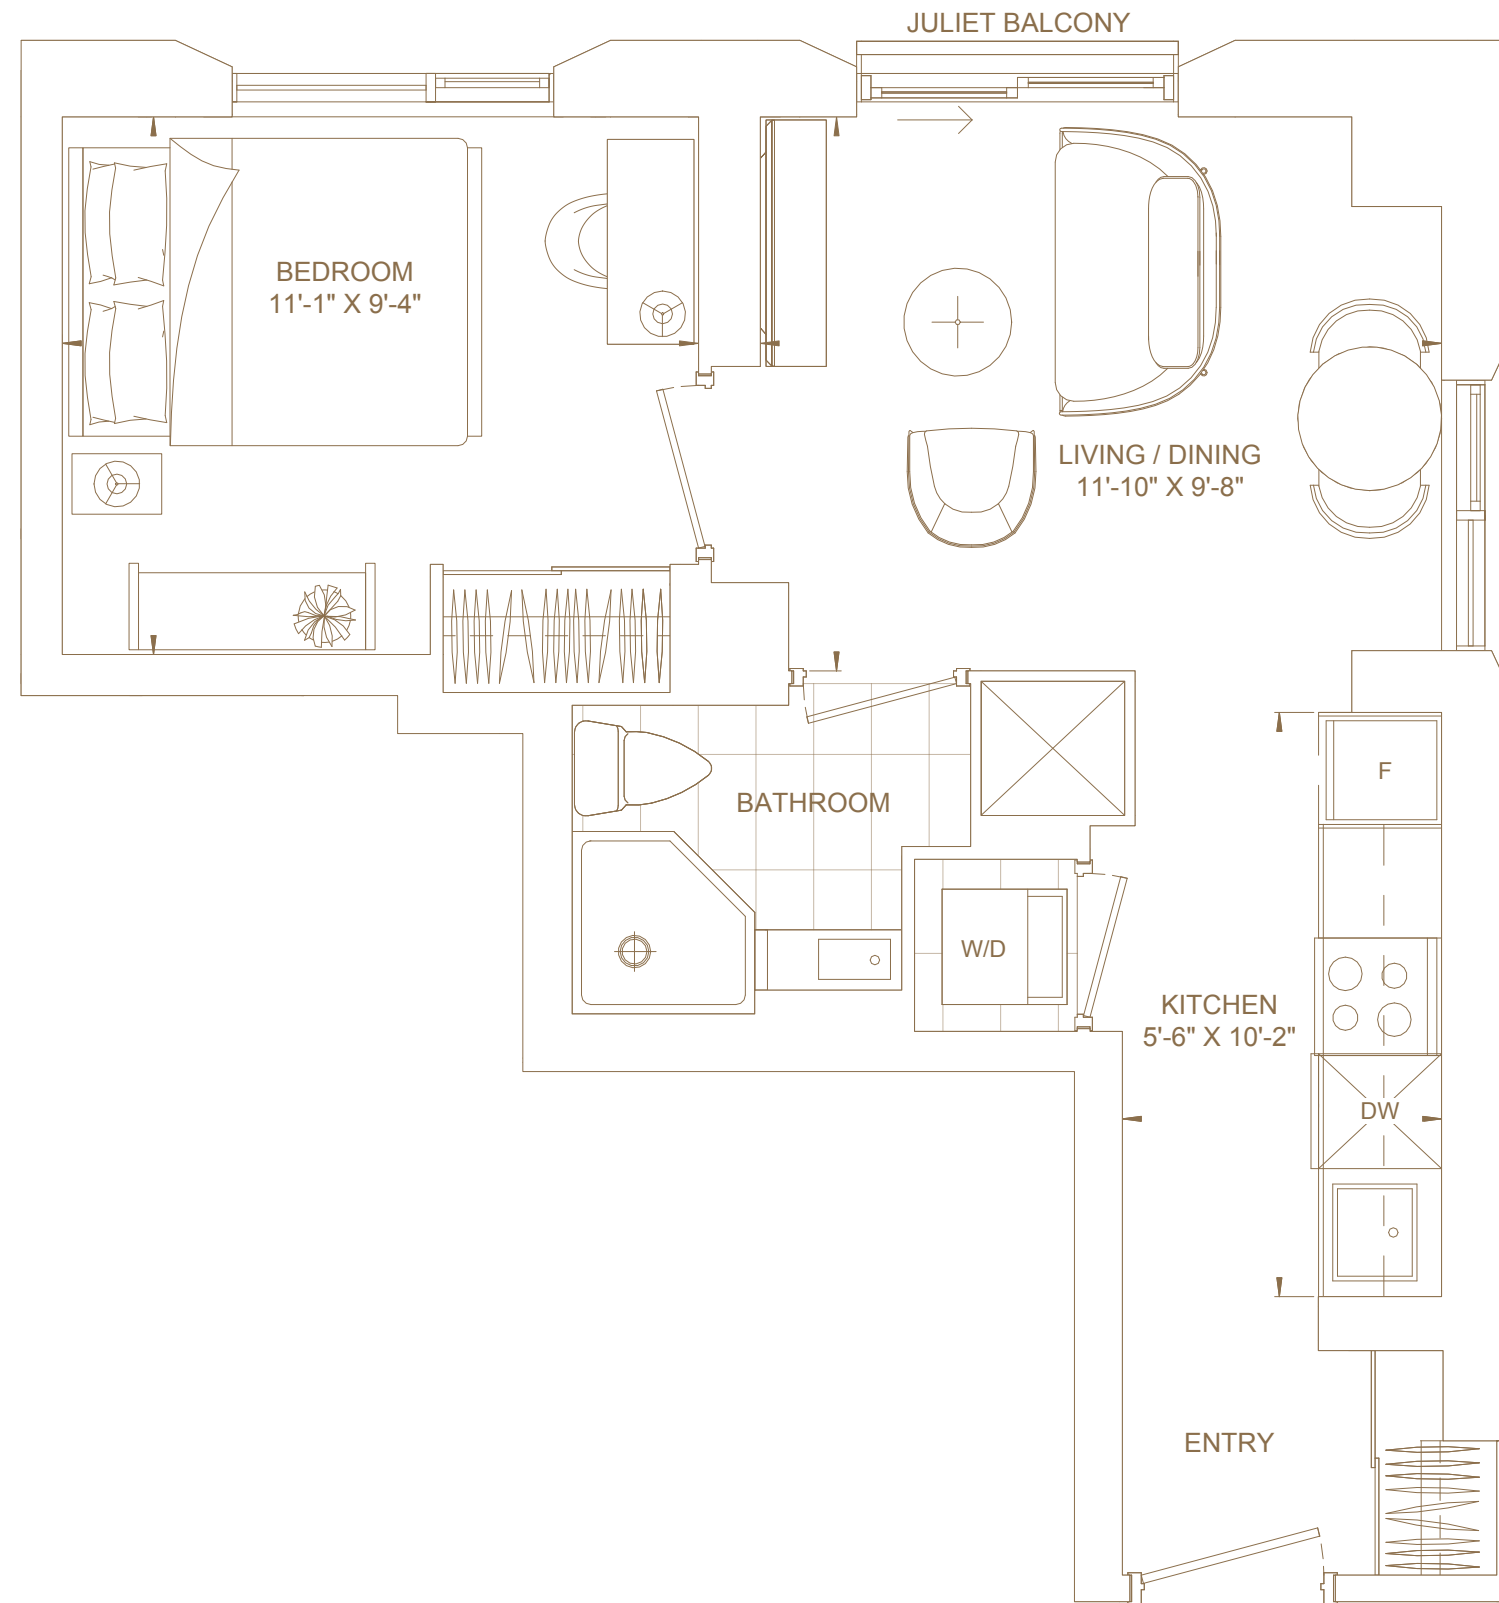 JULIET BALCONY
BEDROOM
11'-1" X 9'-4"
LIVING / DINING
11'-10" X 9'-8"
F
BATHROOM
W/D
KITCHEN
5'-6" X 10'-2"
DW
ENTRY